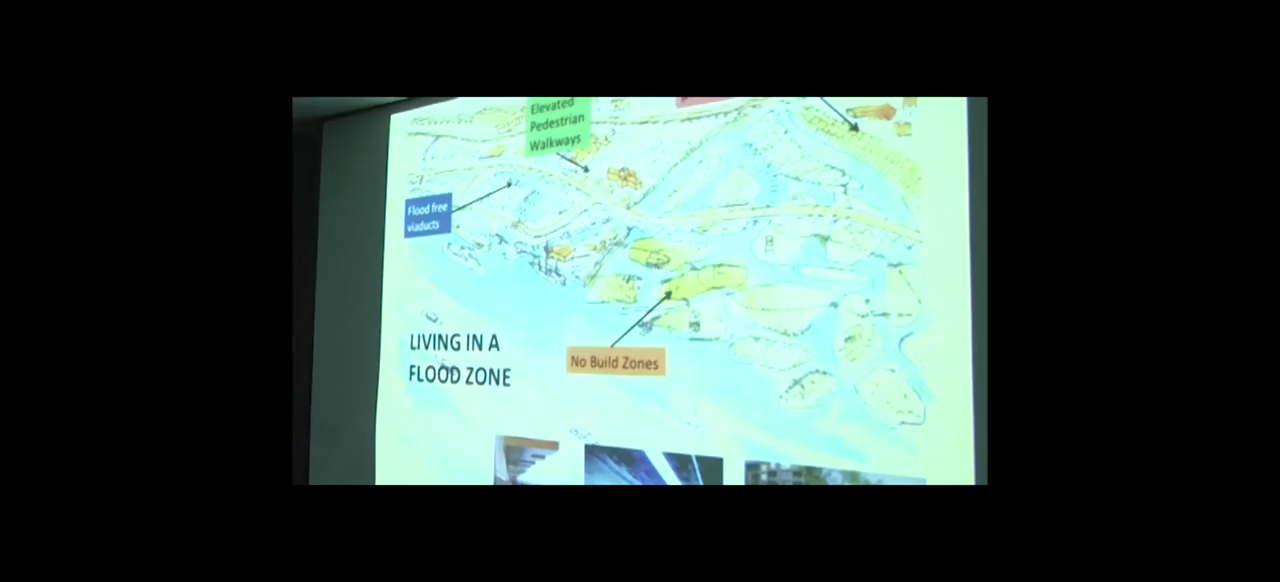 Elevated
Pedestrian
Walkways
Flood free
viaducts
LIVING IN A
FLOOD ZONE
No Build Zones